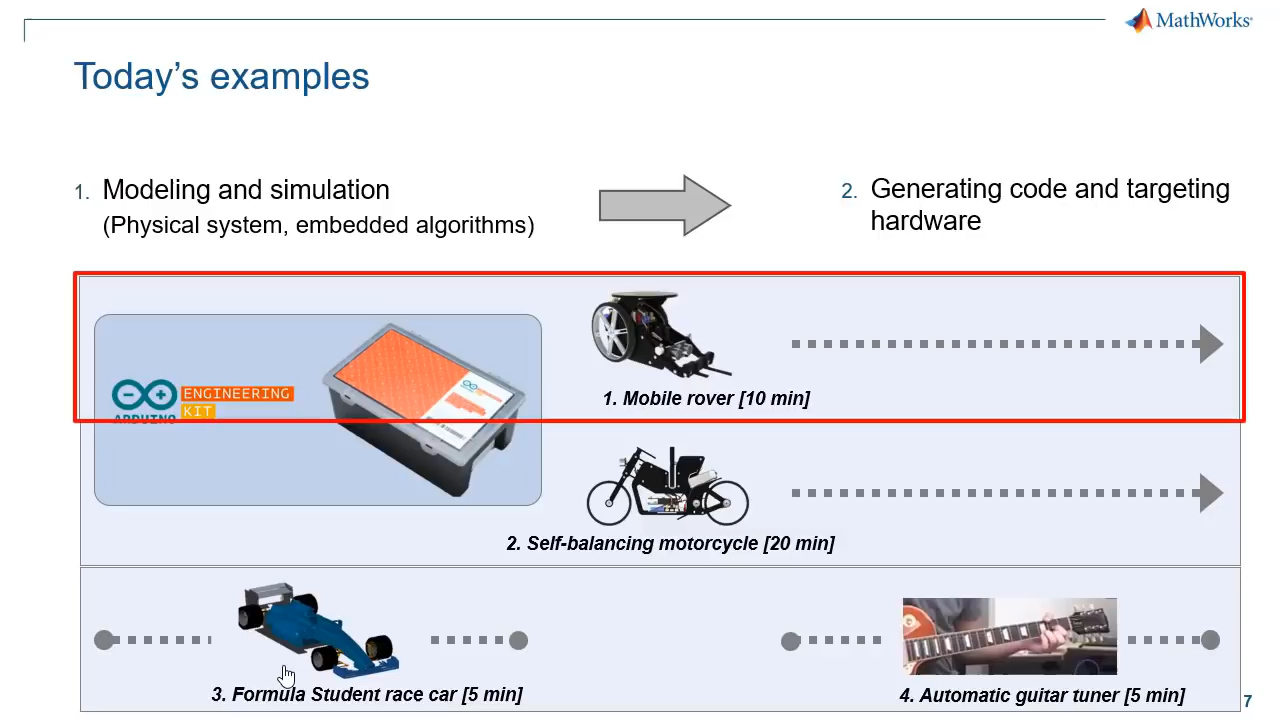 MathWorks
Today's examples
1. Modeling and simulation
(Physical system, embedded algorithms)
2. Generating code and targeting
hardware
ARDUINO
ENGINEERING
KIT
1. Mobile rover [10 min]
2. Self-balancing motorcycle [20 min]
3. Formula Student race car [5 min]
4. Automatic guitar tuner [5 min]
7